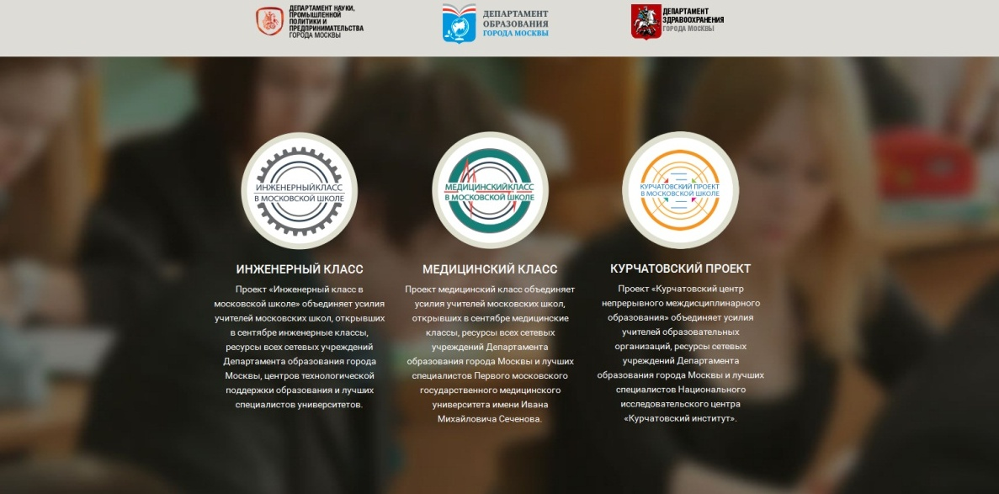 ДЕПАРТАМЕНТ НАУКИ,
ПРОМЫШЛЕННОЙ
ПОЛИТИКИ И
ПРЕДПРИНИМАТЕЛЬСТВА
ГОРОДА МОСКВЫ
ДЕПАРТАМЕНТ
ОБРАЗОВАНИЯ
ГОРОДА МОСКВЫ
ДЕПАРТАМЕНТ
ЗДРАВООХРАНЕНИЯ
ГОРОДА МОСКВЫ
ИНЖЕНЕРНЫЙКЛАСС
В МОСКОВСКОЙ ШКОЛЕ
МЕДИЦИНСКИЙКЛАСС
В МОСКОВСКОЙ ШКОЛЕ
КУРЧАТОВСКИЙ ПРОЕКТ
В МОСКОВСКОЙ ШКОЛЕ
ИНЖЕНЕРНЫЙ КЛАСС
Проект «Инженерный класс в
московской школе» объединяет усилия
учителей московских школ, открывших
в сентябре инженерные классы,
ресурсы всех сетевых учреждений
Департамента образования города
Москвы, центров технологической
поддержки образования и лучших
специалистов университетов.
МЕДИЦИНСКИЙ КЛАСС
Проект медицинский класс объединяет
усилия учителей московских школ,
открывших в сентябре медицинские
классы, ресурсы всех сетевых
учреждений Департамента
образования города Москвы и лучших
специалистов Первого московского
государственного медицинского
университета имени Ивана
Михайловича Сеченова.
КУРЧАТОВСКИЙ ПРОЕКТ
Проект «Курчатовский центр
непрерывного междисциплинарного
образования» объединяет усилия
учителей образовательных
организаций, ресурсы сетевых
учреждений Департамента
образования города Москвы и лучших
специалистов Национального
исследовательского центра
«Курчатовский институт».